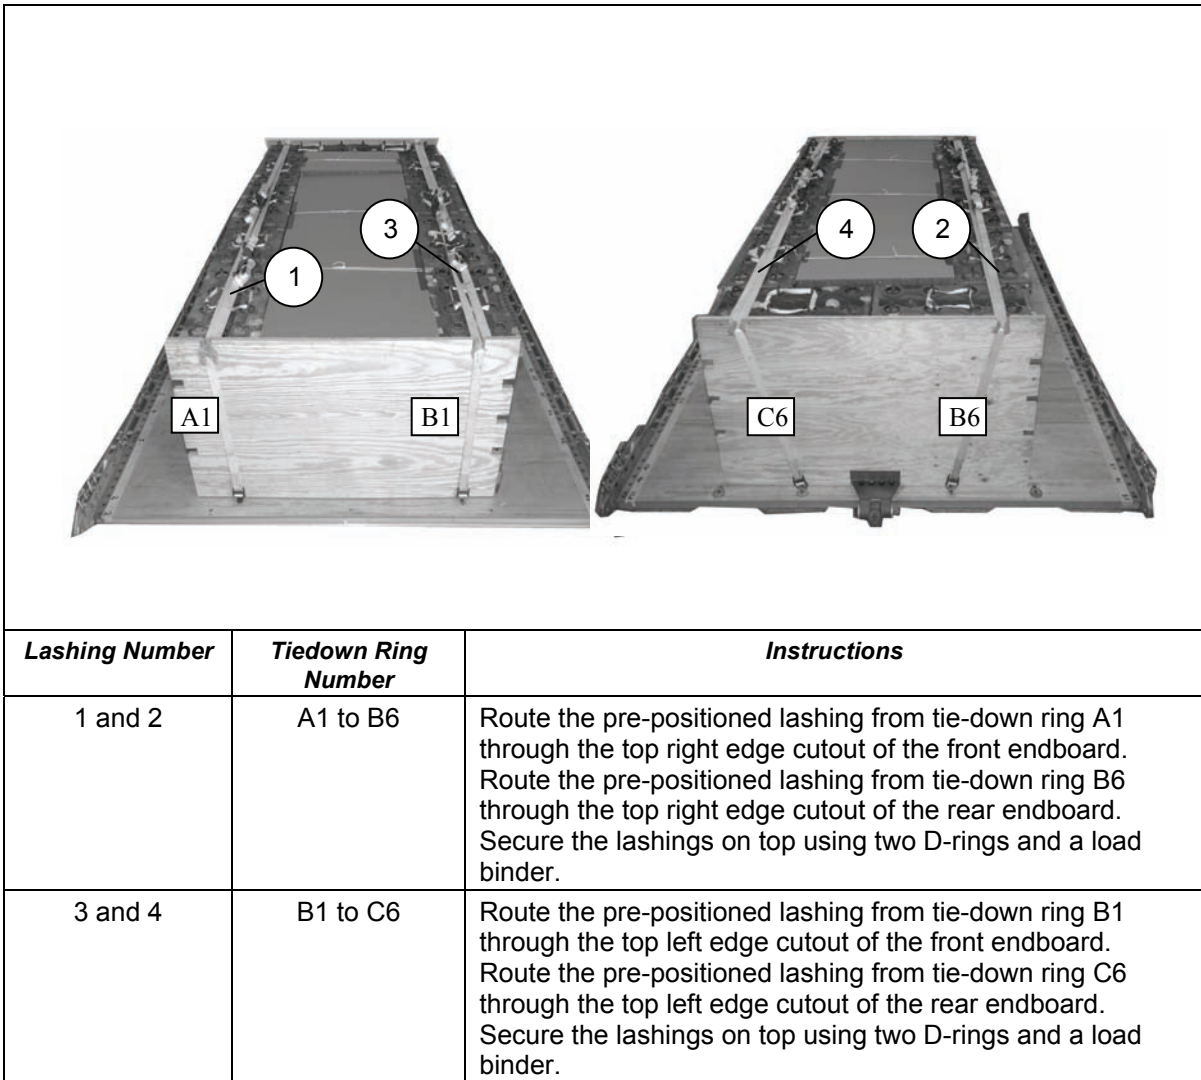 3
1
A1
B1
4
2
C6
B6
Lashing Number
Tiedown Ring
Number
Instructions
1 and 2
A1 to B6
Route the pre-positioned lashing from tie-down ring A1
through the top right edge cutout of the front endboard.
Route the pre-positioned lashing from tie-down ring B6
through the top right edge cutout of the rear endboard.
Secure the lashings on top using two D-rings and a load
binder.
3 and 4
B1 to C6
Route the pre-positioned lashing from tie-down ring B1
through the top left edge cutout of the front endboard.
Route the pre-positioned lashing from tie-down ring C6
through the top left edge cutout of the rear endboard.
Secure the lashings on top using two D-rings and a load
binder.